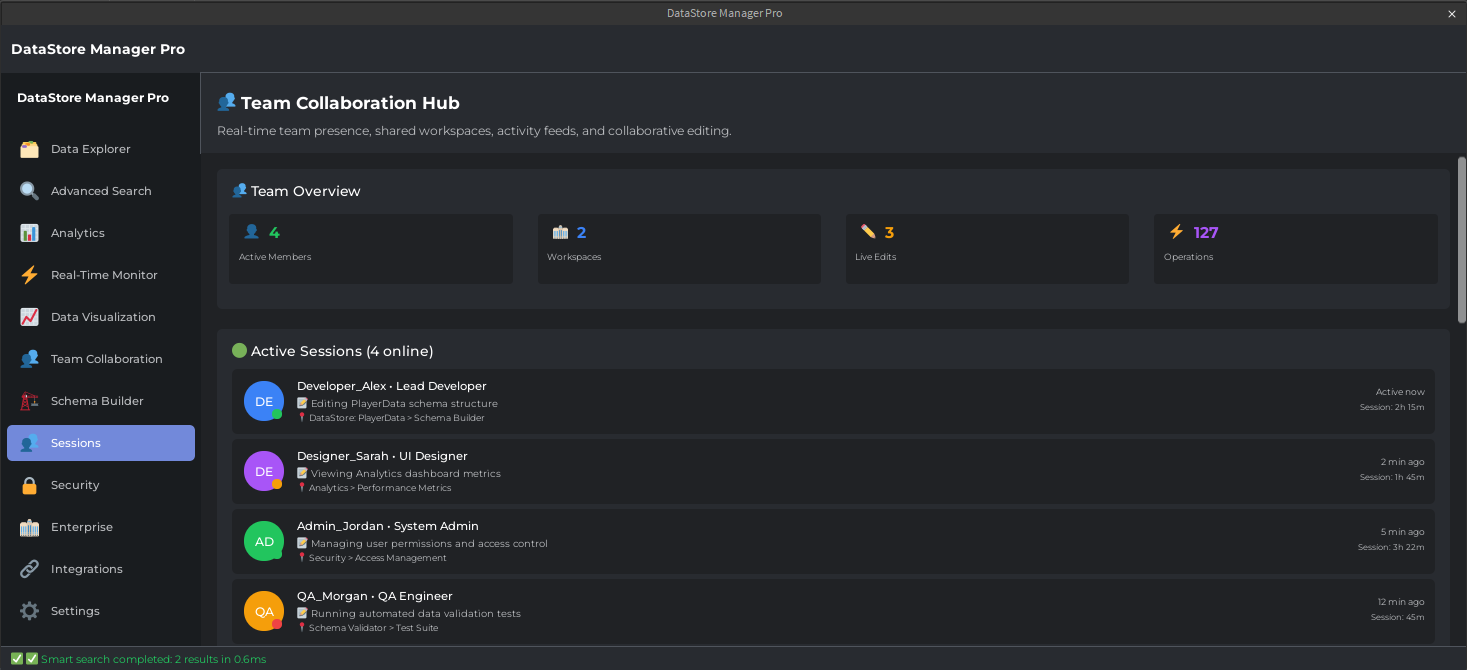 DataStore Manager Pro
DataStore Manager Pro
DataStore Manager Pro
Data Explorer
Advanced Search
Analytics
Real-Time Monitor
Data Visualization
Team Collaboration
Schema Builder
Sessions
Security
Enterprise
Integrations
Settings
Team Collaboration Hub
Real-time team presence, shared workspaces, activity feeds, and collaborative editing.
Team Overview
4
Active Members
2
Workspaces
3
Live Edits
127
Operations
Active Sessions (4 online)
DE
Developer_Alex • Lead Developer
Editing PlayerData schema structure
DataStore: PlayerData > Schema Builder
Active now
Session: 2h 15m
DE
Designer_Sarah • UI Designer
Viewing Analytics dashboard metrics
Analytics > Performance Metrics
2 min ago
Session: 1h 45m
AD
Admin_Jordan • System Admin
Managing user permissions and access control
Security > Access Management
5 min ago
Session: 3h 22m
QA
QA_Morgan • QA Engineer
Running automated data validation tests
Schema Validator > Test Suite
12 min ago
Session: 45m
Smart search completed: 2 results in 0.6ms